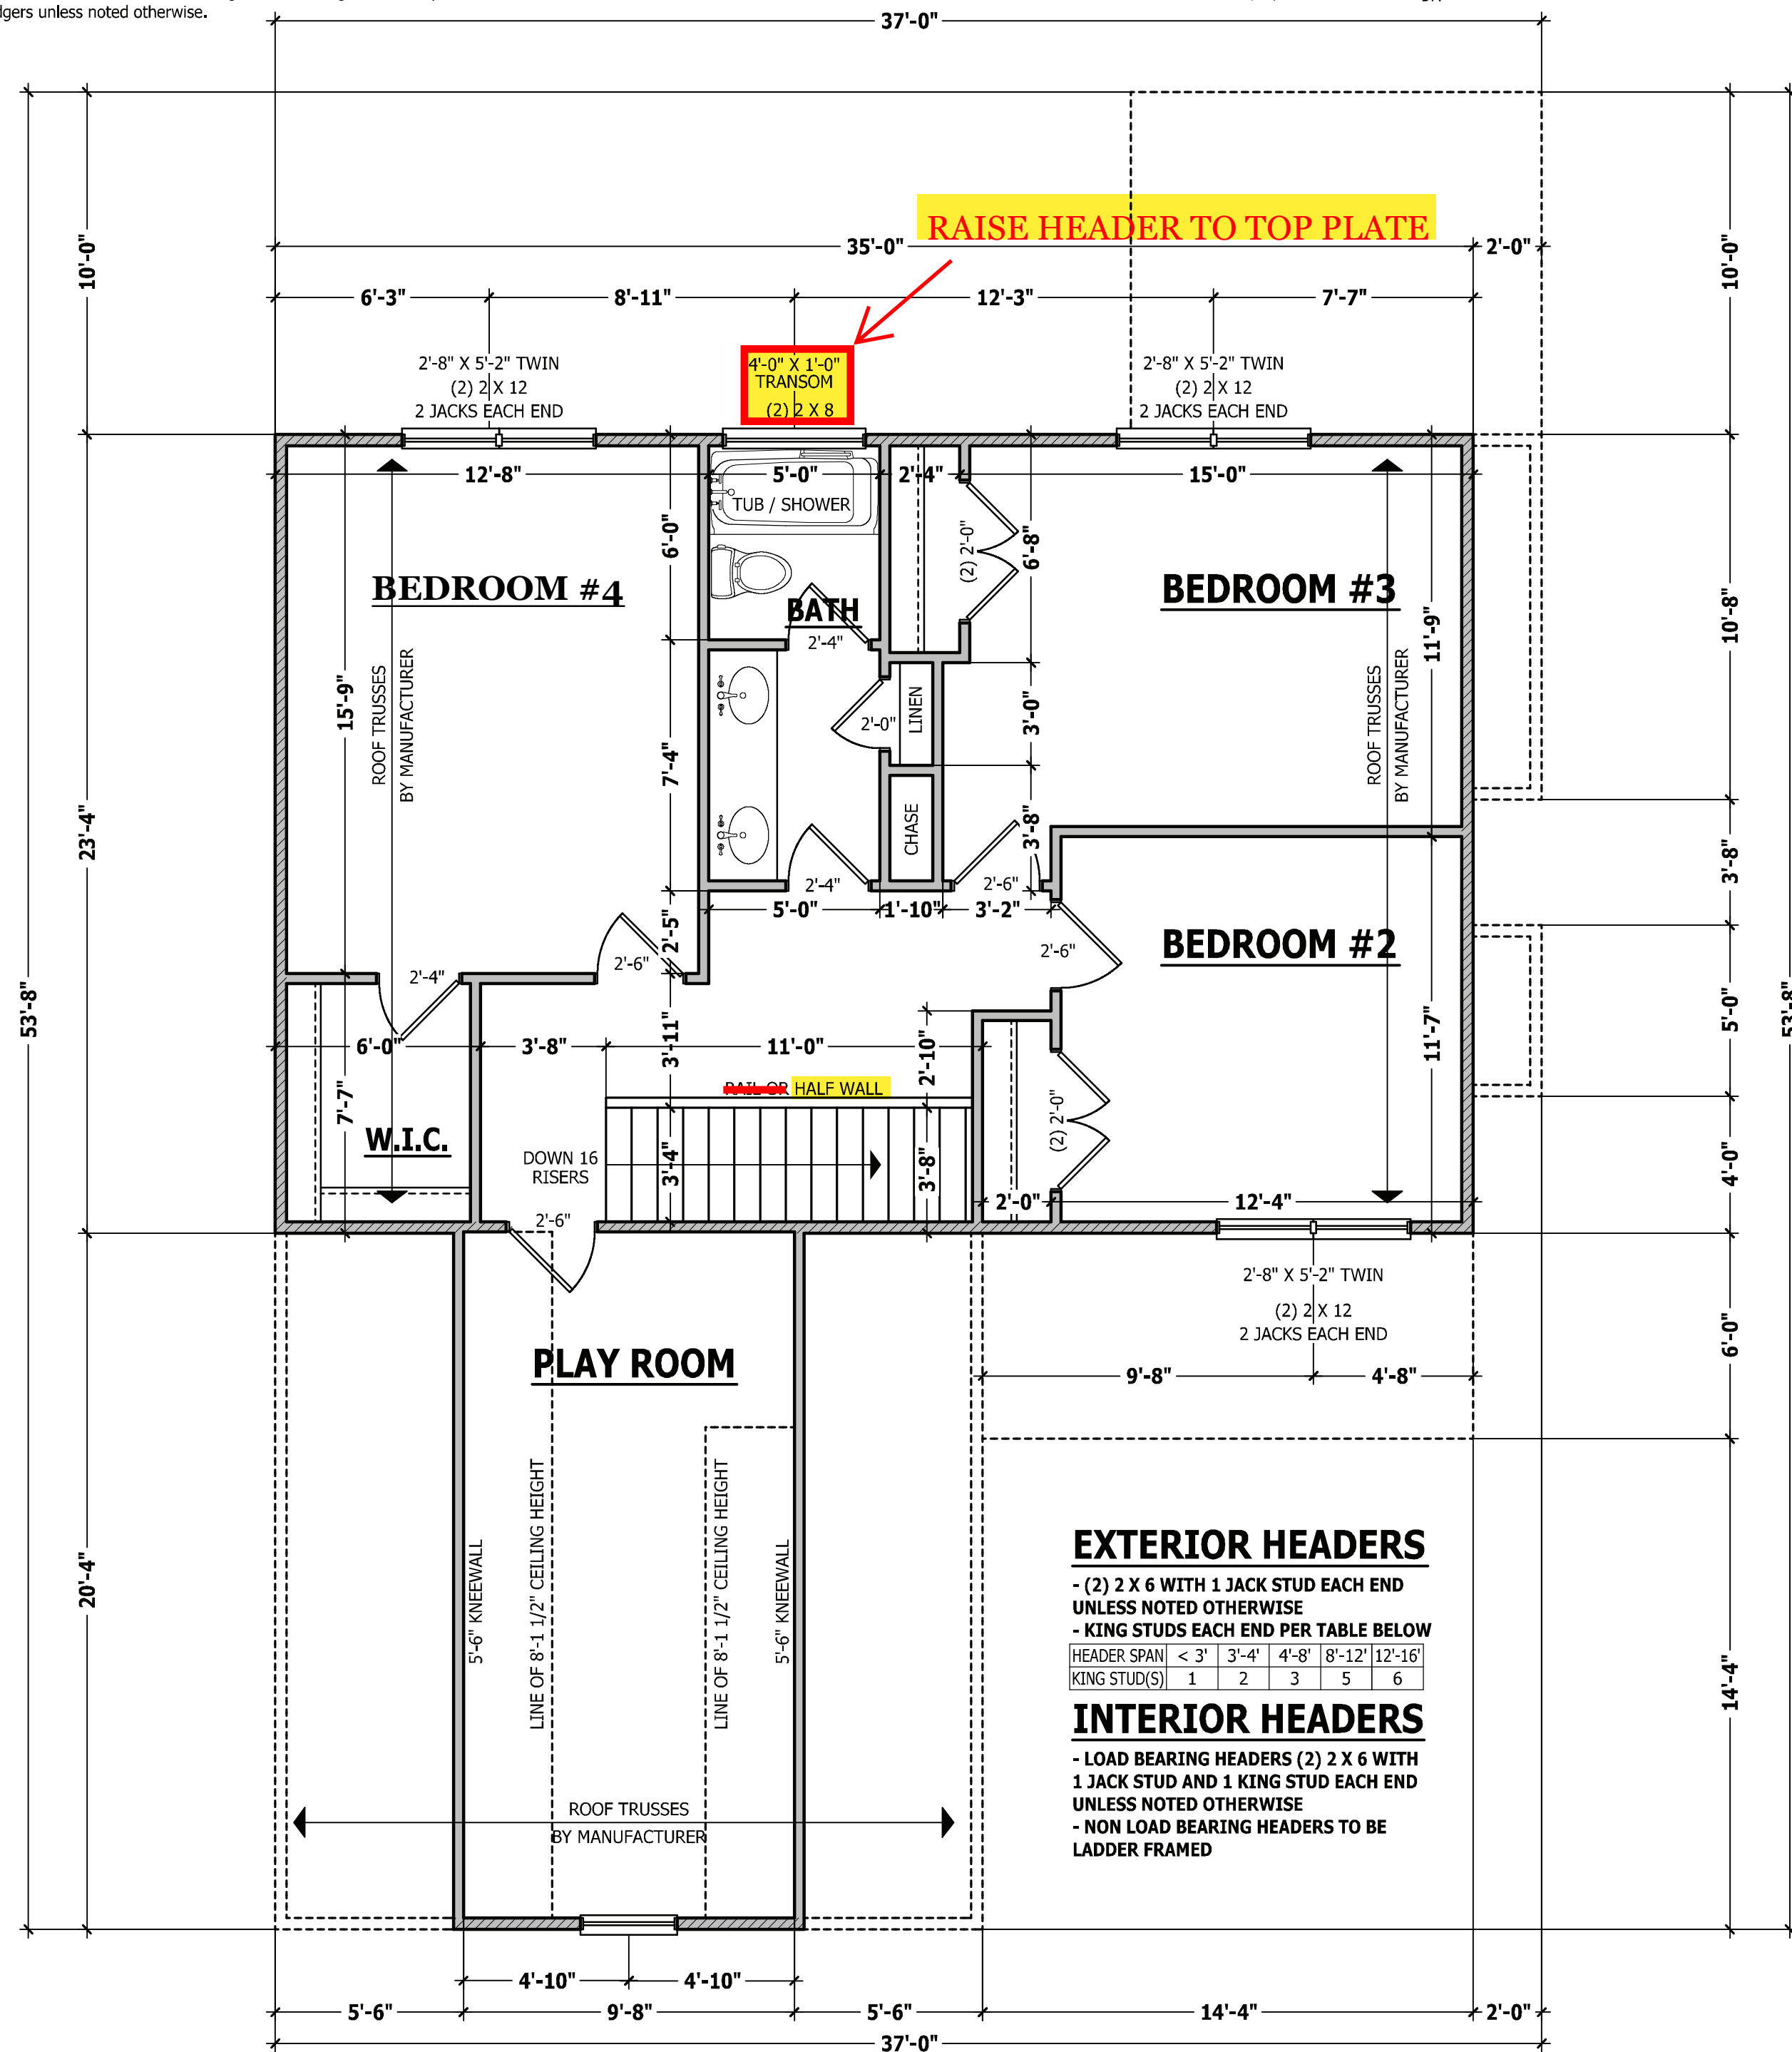 dgers unless noted otherwise.
37'-0"
RAISE HEADER TO TOP PLATE
35'-0"
2'-0"
10'-0"
10'-0"
6'-3"
8'-11"
12'-3"
7'-7"
2'-8" X 5'-2" TWIN
(2) 2 X 12
2 JACKS EACH END
4'-0" X 1'-0"
TRANSOM
(2) 2 X 8
2'-8" X 5'-2" TWIN
(2) 2 X 12
2 JACKS EACH END
12'-8"
5'-0"
2'-4"
15'-0"
TUB / SHOWER
6'-0"
(2) 2'-0"
6'-8"
BEDROOM #4
BATH
2'-4"
BEDROOM #3
11'-9"
10'-8"
15'-9"
ROOF TRUSSES
BY MANUFACTURER
7'-4"
2'-0"
LINEN
3'-0"
ROOF TRUSSES
BY MANUFACTURER
23'-4"
CHASE
3'-8"
3'-8"
2'-4"
2'-6"
5'-0"
1'-10"
3'-2"
2'-5"
2'-6"
2'-6"
BEDROOM #2
2'-4"
53'-8"
53'-8"
5'-0"
6'-0"
3'-8"
3'-11"
11'-0"
2'-10"
11'-7"
RAIL OR HALF WALL
7'-7"
W.I.C.
DOWN 16
RISERS
3'-4"
3'-8"
(2) 2'-0"
4'-0"
2'-0"
12'-4"
2'-6"
2'-8" X 5'-2" TWIN
(2) 2 X 12
2 JACKS EACH END
6'-0"
PLAY ROOM
9'-8"
4'-8"
20'-4"
5'-6" KNEEWALL
LINE OF 8'-1 1/2" CEILING HEIGHT
LINE OF 8'-1 1/2" CEILING HEIGHT
5'-6" KNEEWALL
14'-4"
EXTERIOR HEADERS
- (2) 2 X 6 WITH 1 JACK STUD EACH END
UNLESS NOTED OTHERWISE
- KING STUDS EACH END PER TABLE BELOW
HEADER SPAN < 3' 3'-4' 4'-8' 8'-12' 12'-16'
KING STUD(S) 1 2 3 5 6
INTERIOR HEADERS
- LOAD BEARING HEADERS (2) 2 X 6 WITH
1 JACK STUD AND 1 KING STUD EACH END
UNLESS NOTED OTHERWISE
- NON LOAD BEARING HEADERS TO BE
LADDER FRAMED
ROOF TRUSSES
BY MANUFACTURER
4'-10"
4'-10"
5'-6"
9'-8"
5'-6"
14'-4"
2'-0"
37'-0"